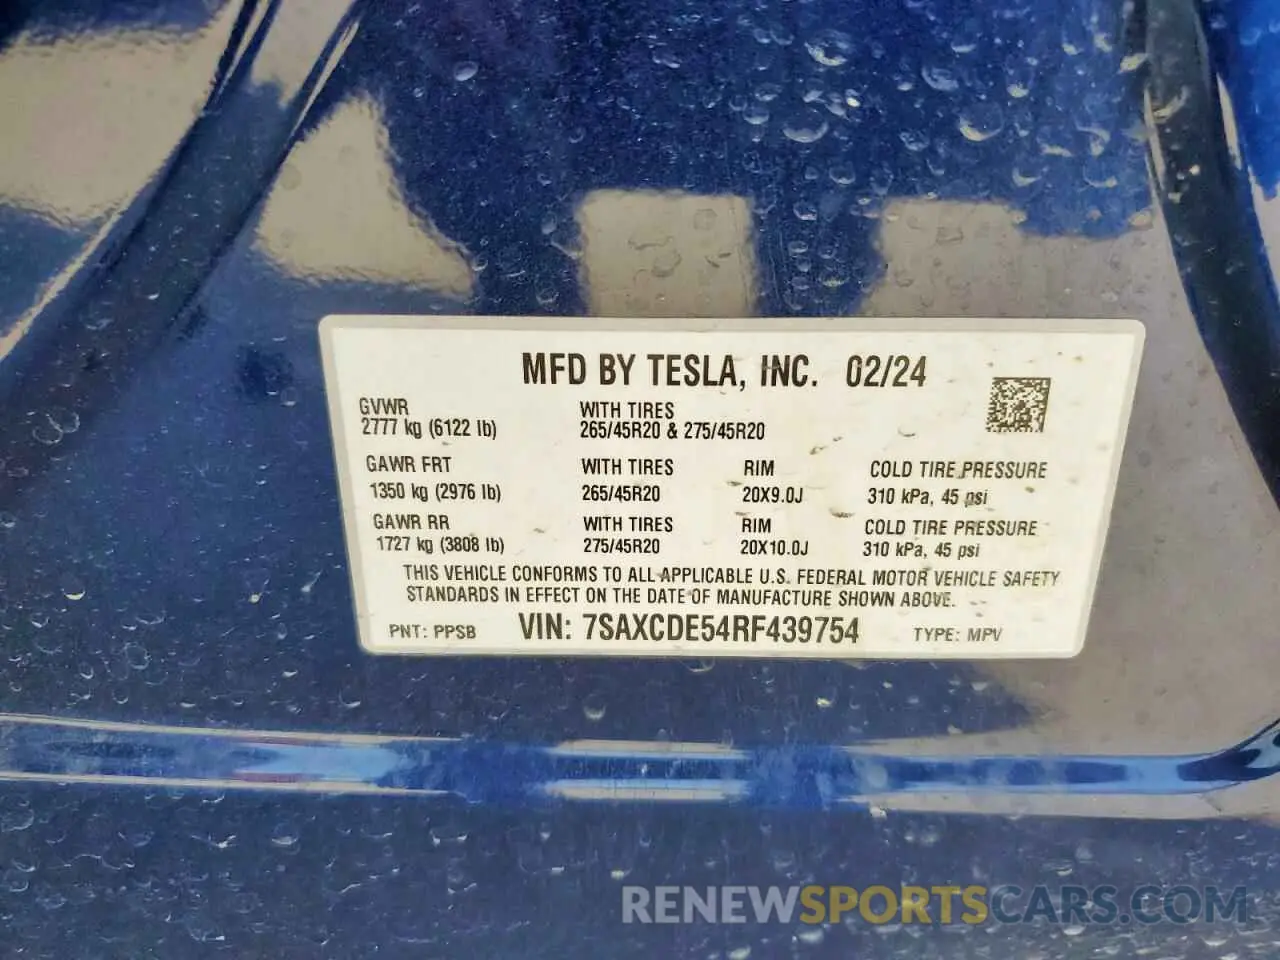 MFD BY TESLA, INC. 02/24
GVWR
2777 kg (6122 lb)
WITH TIRES
265/45R20 & 275/45R20
GAWR FRT
1350 kg (2976 lb)
WITH TIRES
265/45R20
RIM
20X9.0J
COLD TIRE PRESSURE
310 kPa, 45 psi
GAWR RR
1727 kg (3808 lb)
WITH TIRES
275/45R20
RIM
20X10.0J
COLD TIRE PRESSURE
310 kPa, 45 psi
THIS VEHICLE CONFORMS TO ALL APPLICABLE U.S. FEDERAL MOTOR VEHICLE SAFETY
STANDARDS IN EFFECT ON THE DATE OF MANUFACTURE SHOWN ABOVE.
PNT: PPSB VIN: 7SAXCDE54RF439754 TYPE: MPV
RENEWSPORTSCARS.COM